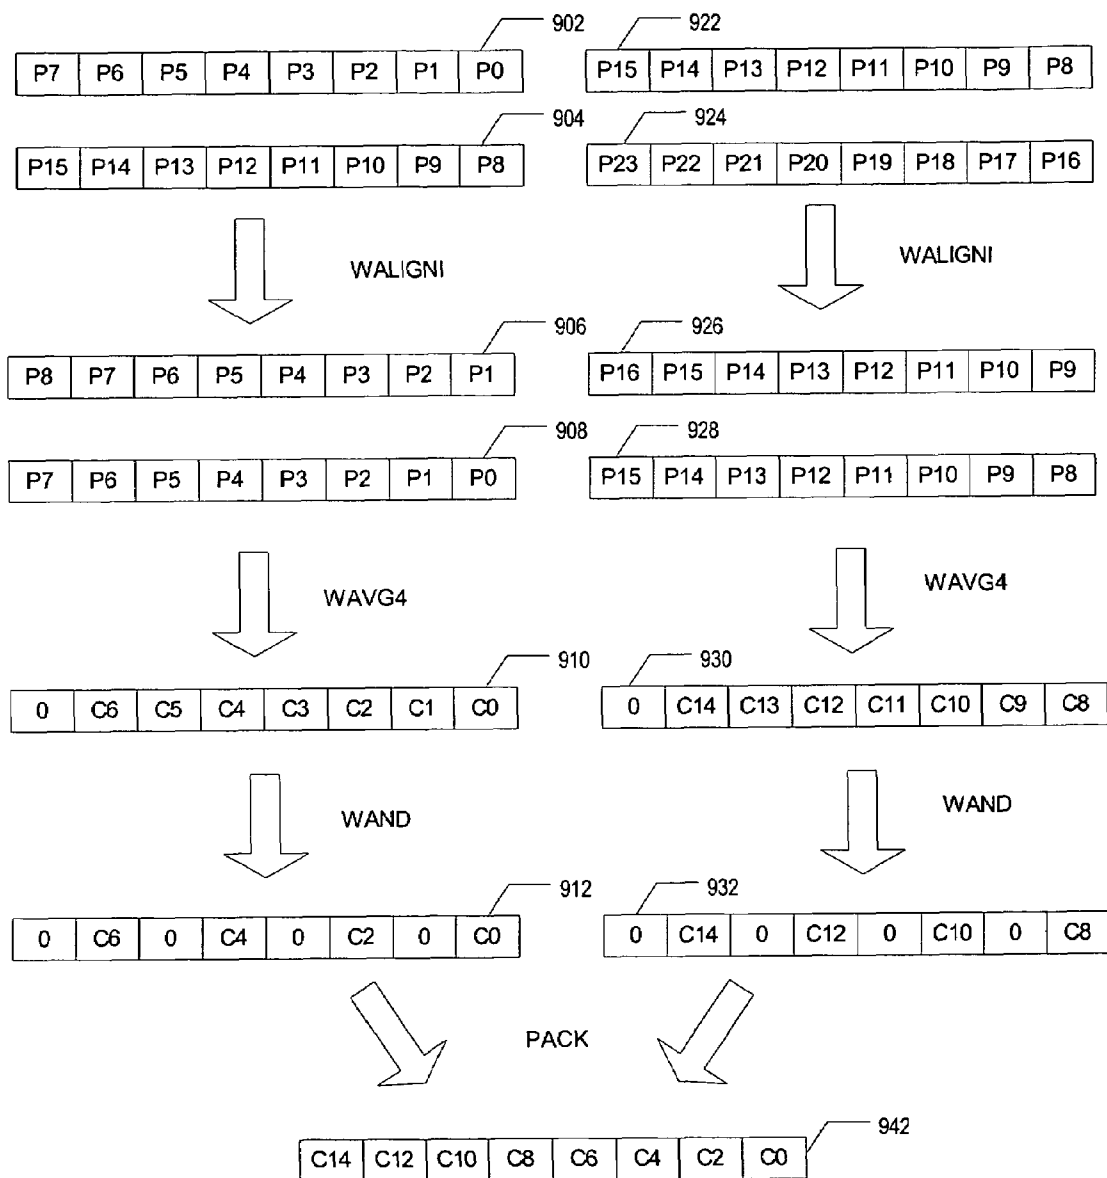 902 922
P7 P6 P5 P4 P3 P2 P1 P0 P15 P14 P13 P12 P11 P10 P9 P8
904 924
P15 P14 P13 P12 P11 P10 P9 P8 P23 P22 P21 P20 P19 P18 P17 P16
WALIGNI WALIGNI
906 926
P8 P7 P6 P5 P4 P3 P2 P1 P16 P15 P14 P13 P12 P11 P10 P9
908 928
P7 P6 P5 P4 P3 P2 P1 P0 P15 P14 P13 P12 P11 P10 P9 P8
WAVG4 WAVG4
910 930
0 C6 C5 C4 C3 C2 C1 C0 0 C14 C13 C12 C11 C10 C9 C8
WAND WAND
912 932
0 C6 0 C4 0 C2 0 C0 0 C14 0 C12 0 C10 0 C8
PACK
942
C14 C12 C10 C8 C6 C4 C2 C0